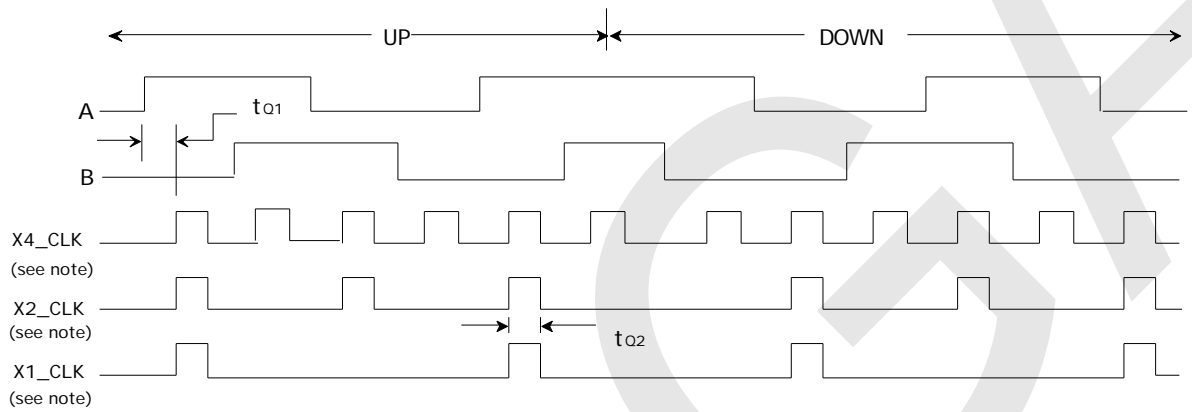 UP DOWN
A
tQ1
B
X4_CLK
(see note)
X2_CLK
(see note)
tQ2
X1_CLK
(see note)